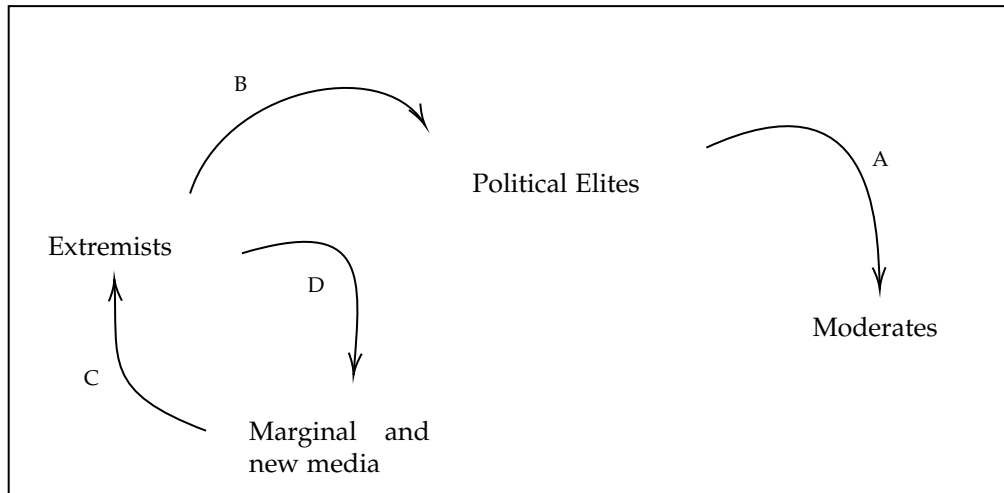 B
A
Political Elites
Extremists
D
Moderates
C
Marginal and
new media